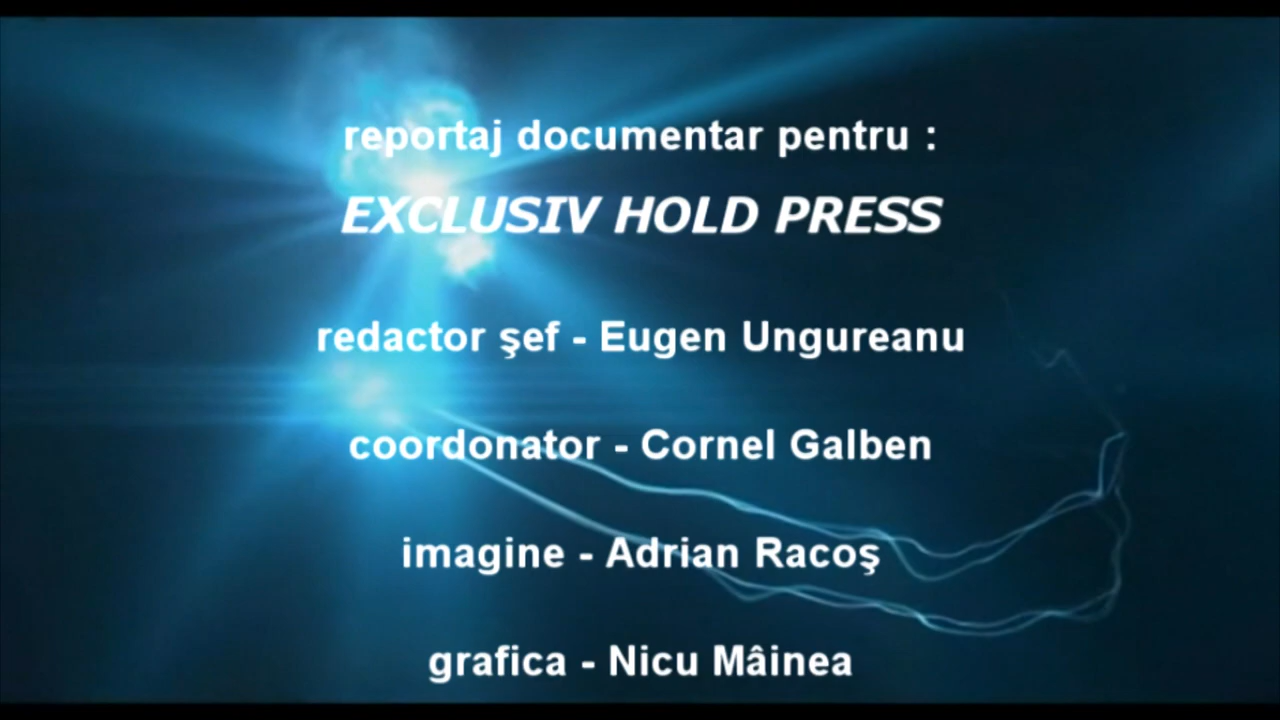 reportaj documentar pentru :
EXCLUSIV HOLD PRESS
redactor şef - Eugen Ungureanu
coordonator - Cornel Galben
imagine - Adrian Racoş
grafica - Nicu Mâinea